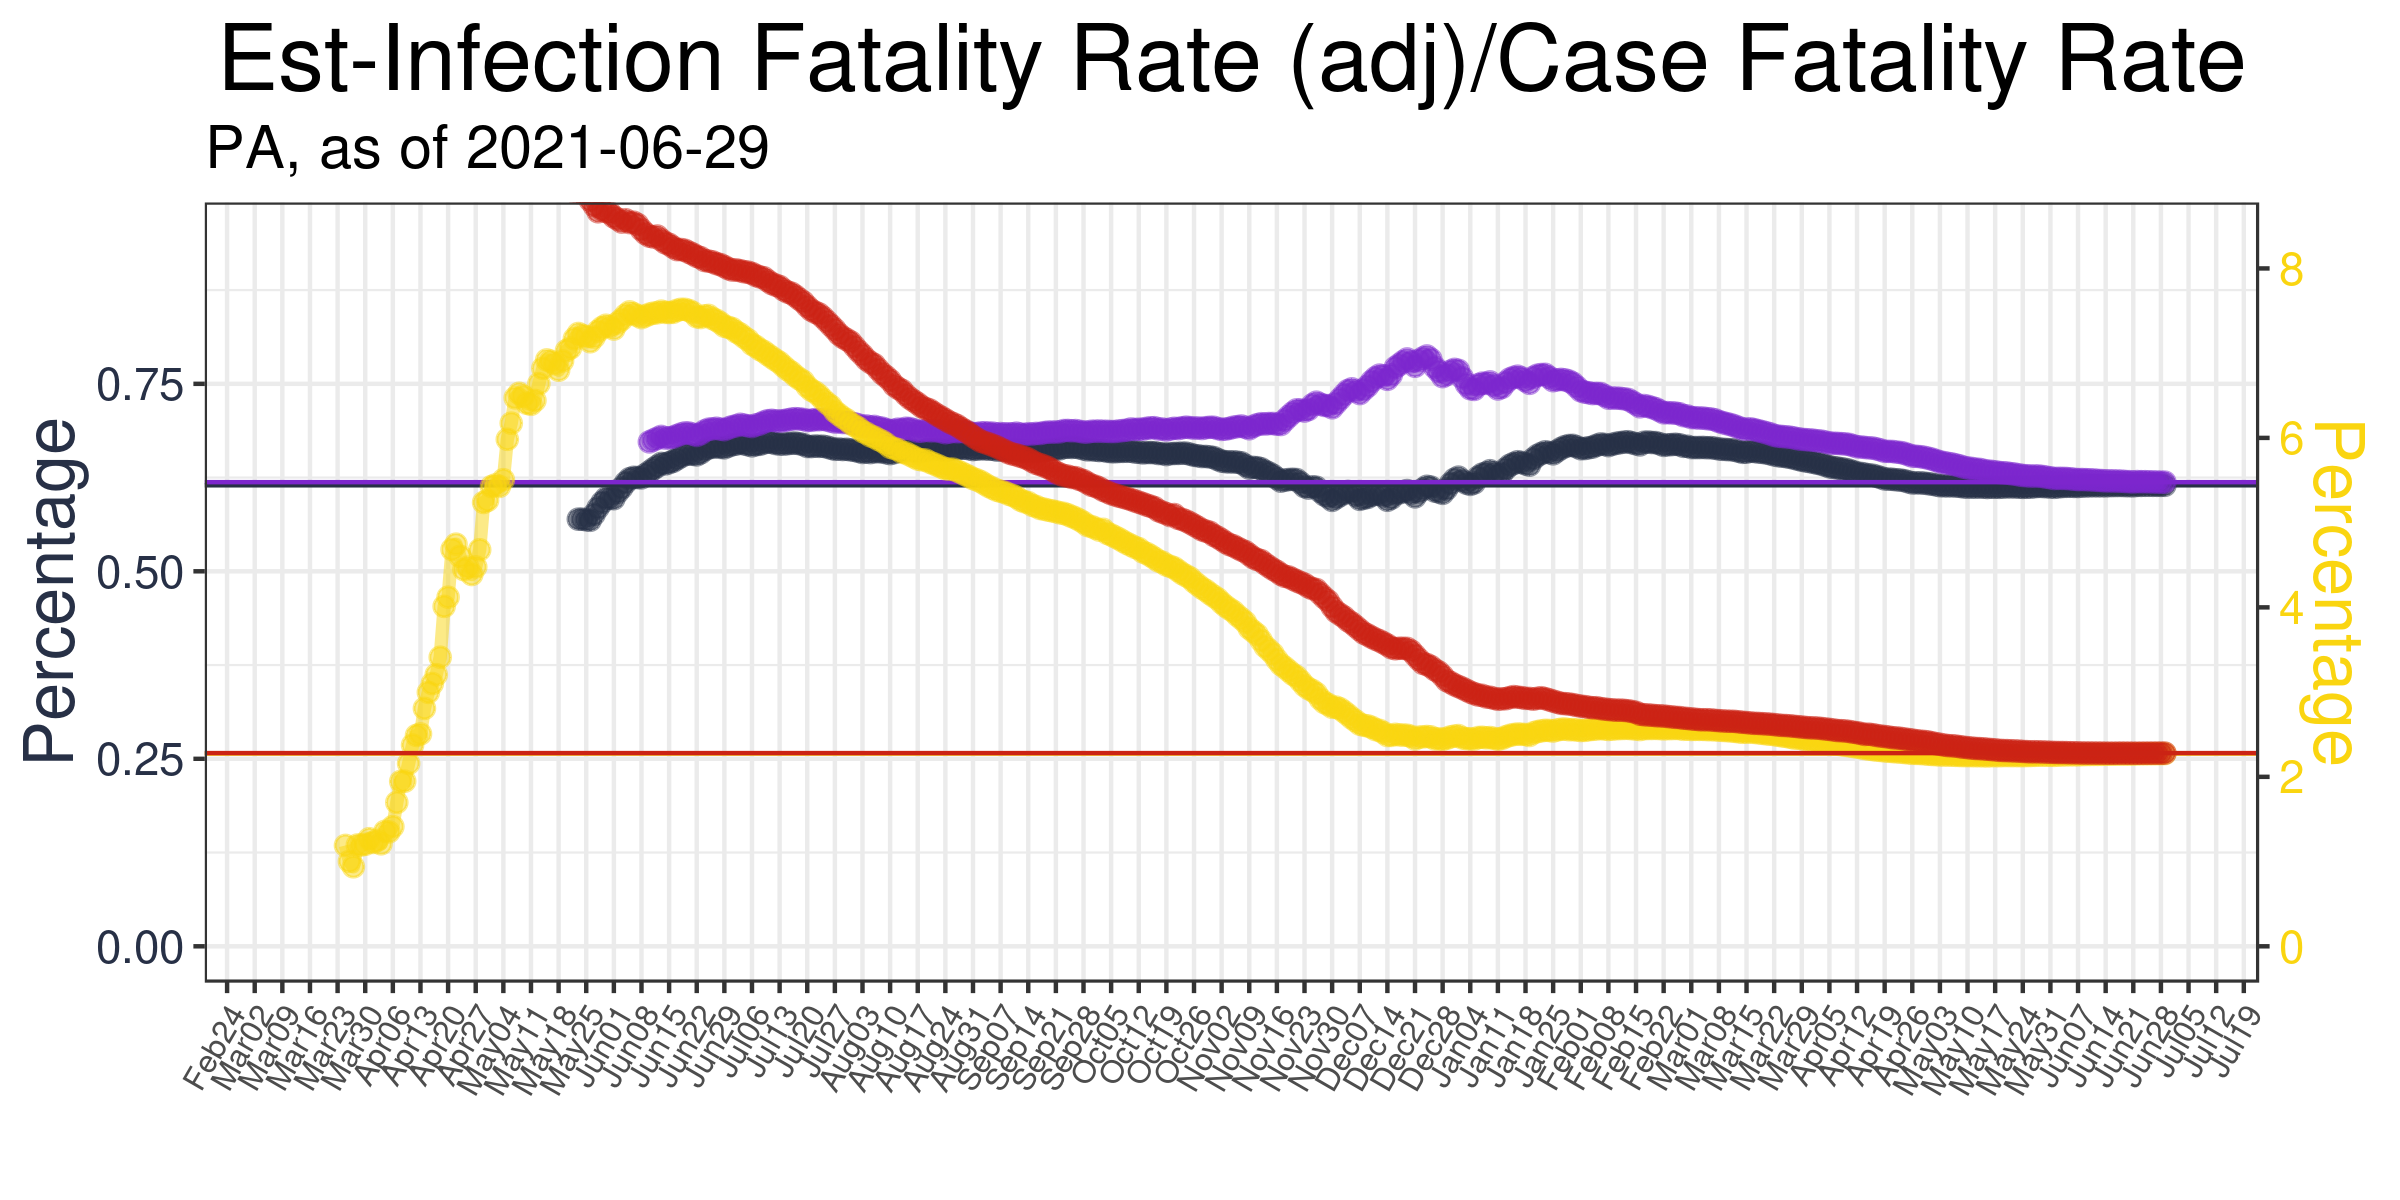 Est-Infection Fatality Rate (adj)/Case Fatality Rate
PA, as of 2021-06-29
Percentage
0.75
0.50
0.25
0.00
8
6
4
2
0
Percentage
Feb24
Mar02
Mar09
Mar16
Mar23
Mar30
Apr06
Apr13
Apr20
Apr27
May04
May11
May18
May25
Jun01
Jun08
Jun15
Jun22
Jun29
Jul06
Jul13
Jul20
Jul27
Aug03
Aug10
Aug17
Aug24
Aug31
Sep07
Sep14
Sep21
Sep28
Oct05
Oct12
Oct19
Oct26
Nov02
Nov09
Nov16
Nov23
Nov30
Dec07
Dec14
Dec21
Dec28
Jan04
Jan11
Jan18
Jan25
Feb01
Feb08
Feb15
Feb22
Mar01
Mar08
Mar15
Mar22
Mar29
Apr05
Apr12
Apr19
Apr26
May03
May10
May17
May24
May31
Jun07
Jun14
Jun21
Jun28
Jul05
Jul12
Jul19